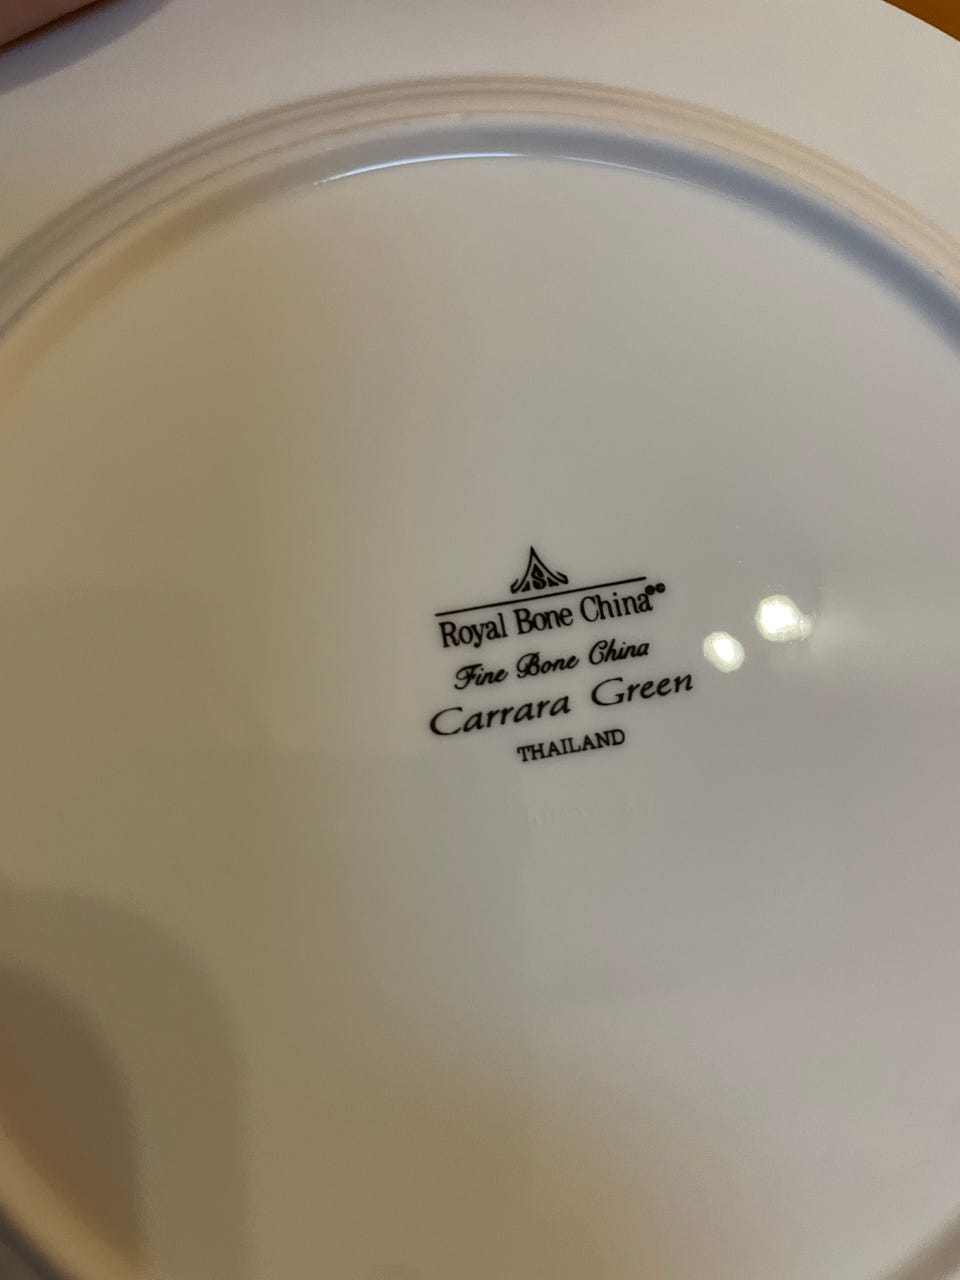 S
Royal Bone China
Fine Bone China
Carrara Green
THAILAND